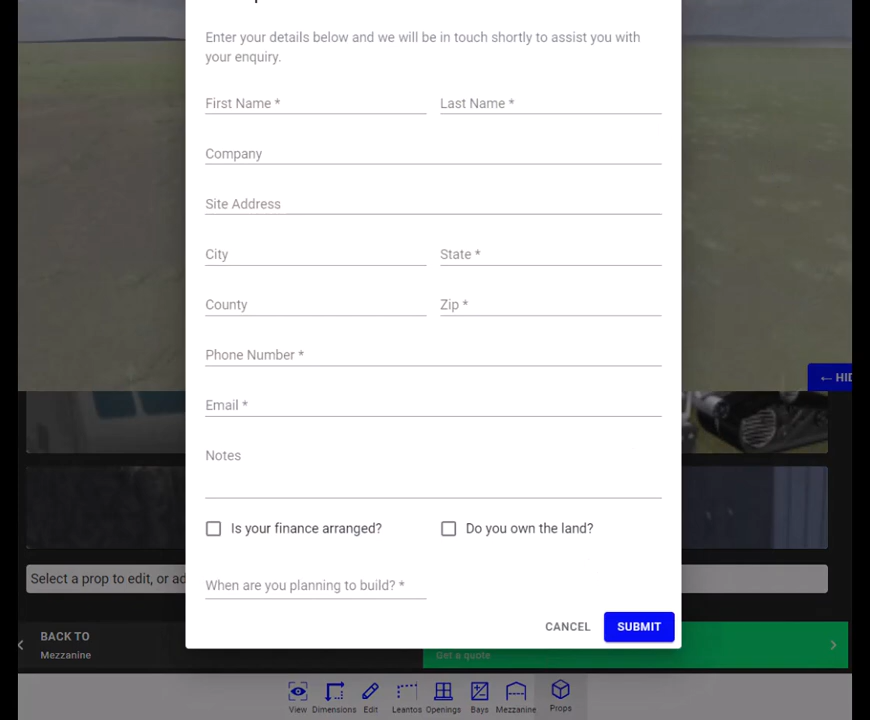 Enter your details below and we will be in touch shortly to assist you with
your enquiry.
First Name *
Last Name *
Company
Site Address
City
State *
County
Zip *
Phone Number *
← HID
Email *
Notes
Is your finance arranged?
Do you own the land?
Select a prop to edit, or ad
When are you planning to build? *
CANCEL
SUBMIT
BACK TO
Mezzanine
Get a quote
View
Dimensions
Edit
Leantos
Openings
Bays
Mezzanine
Props